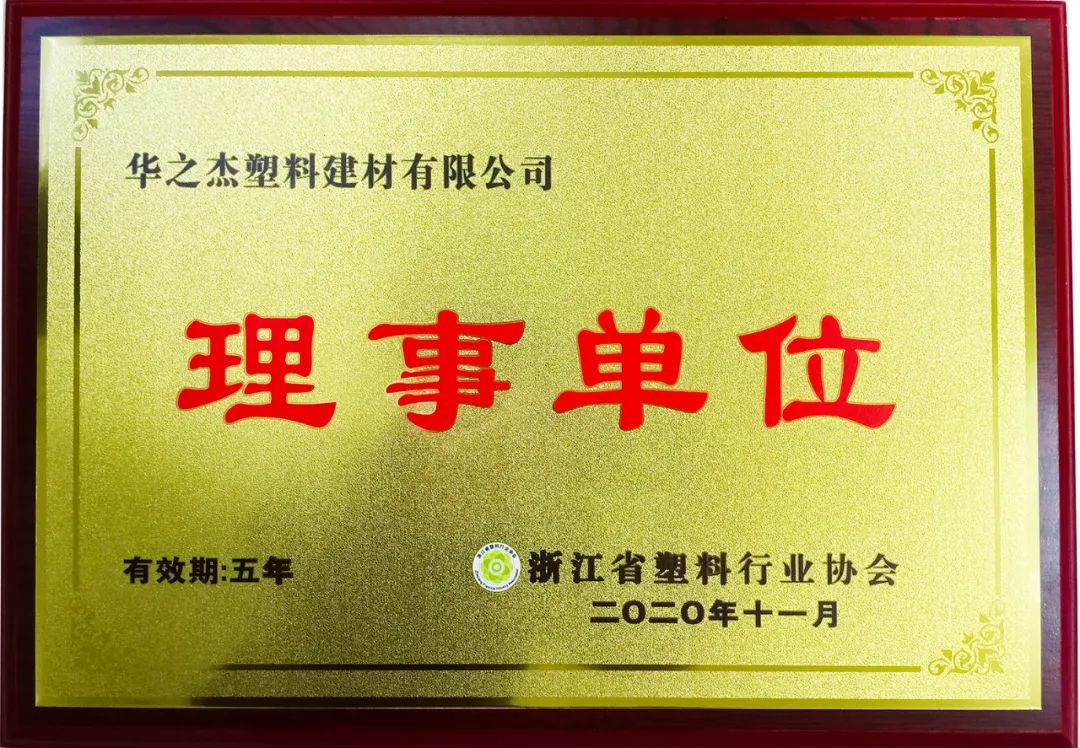 华之杰塑料建材有限公司
理事单位
有效期:五年
浙江省塑料行业协会
二〇二〇年十一月